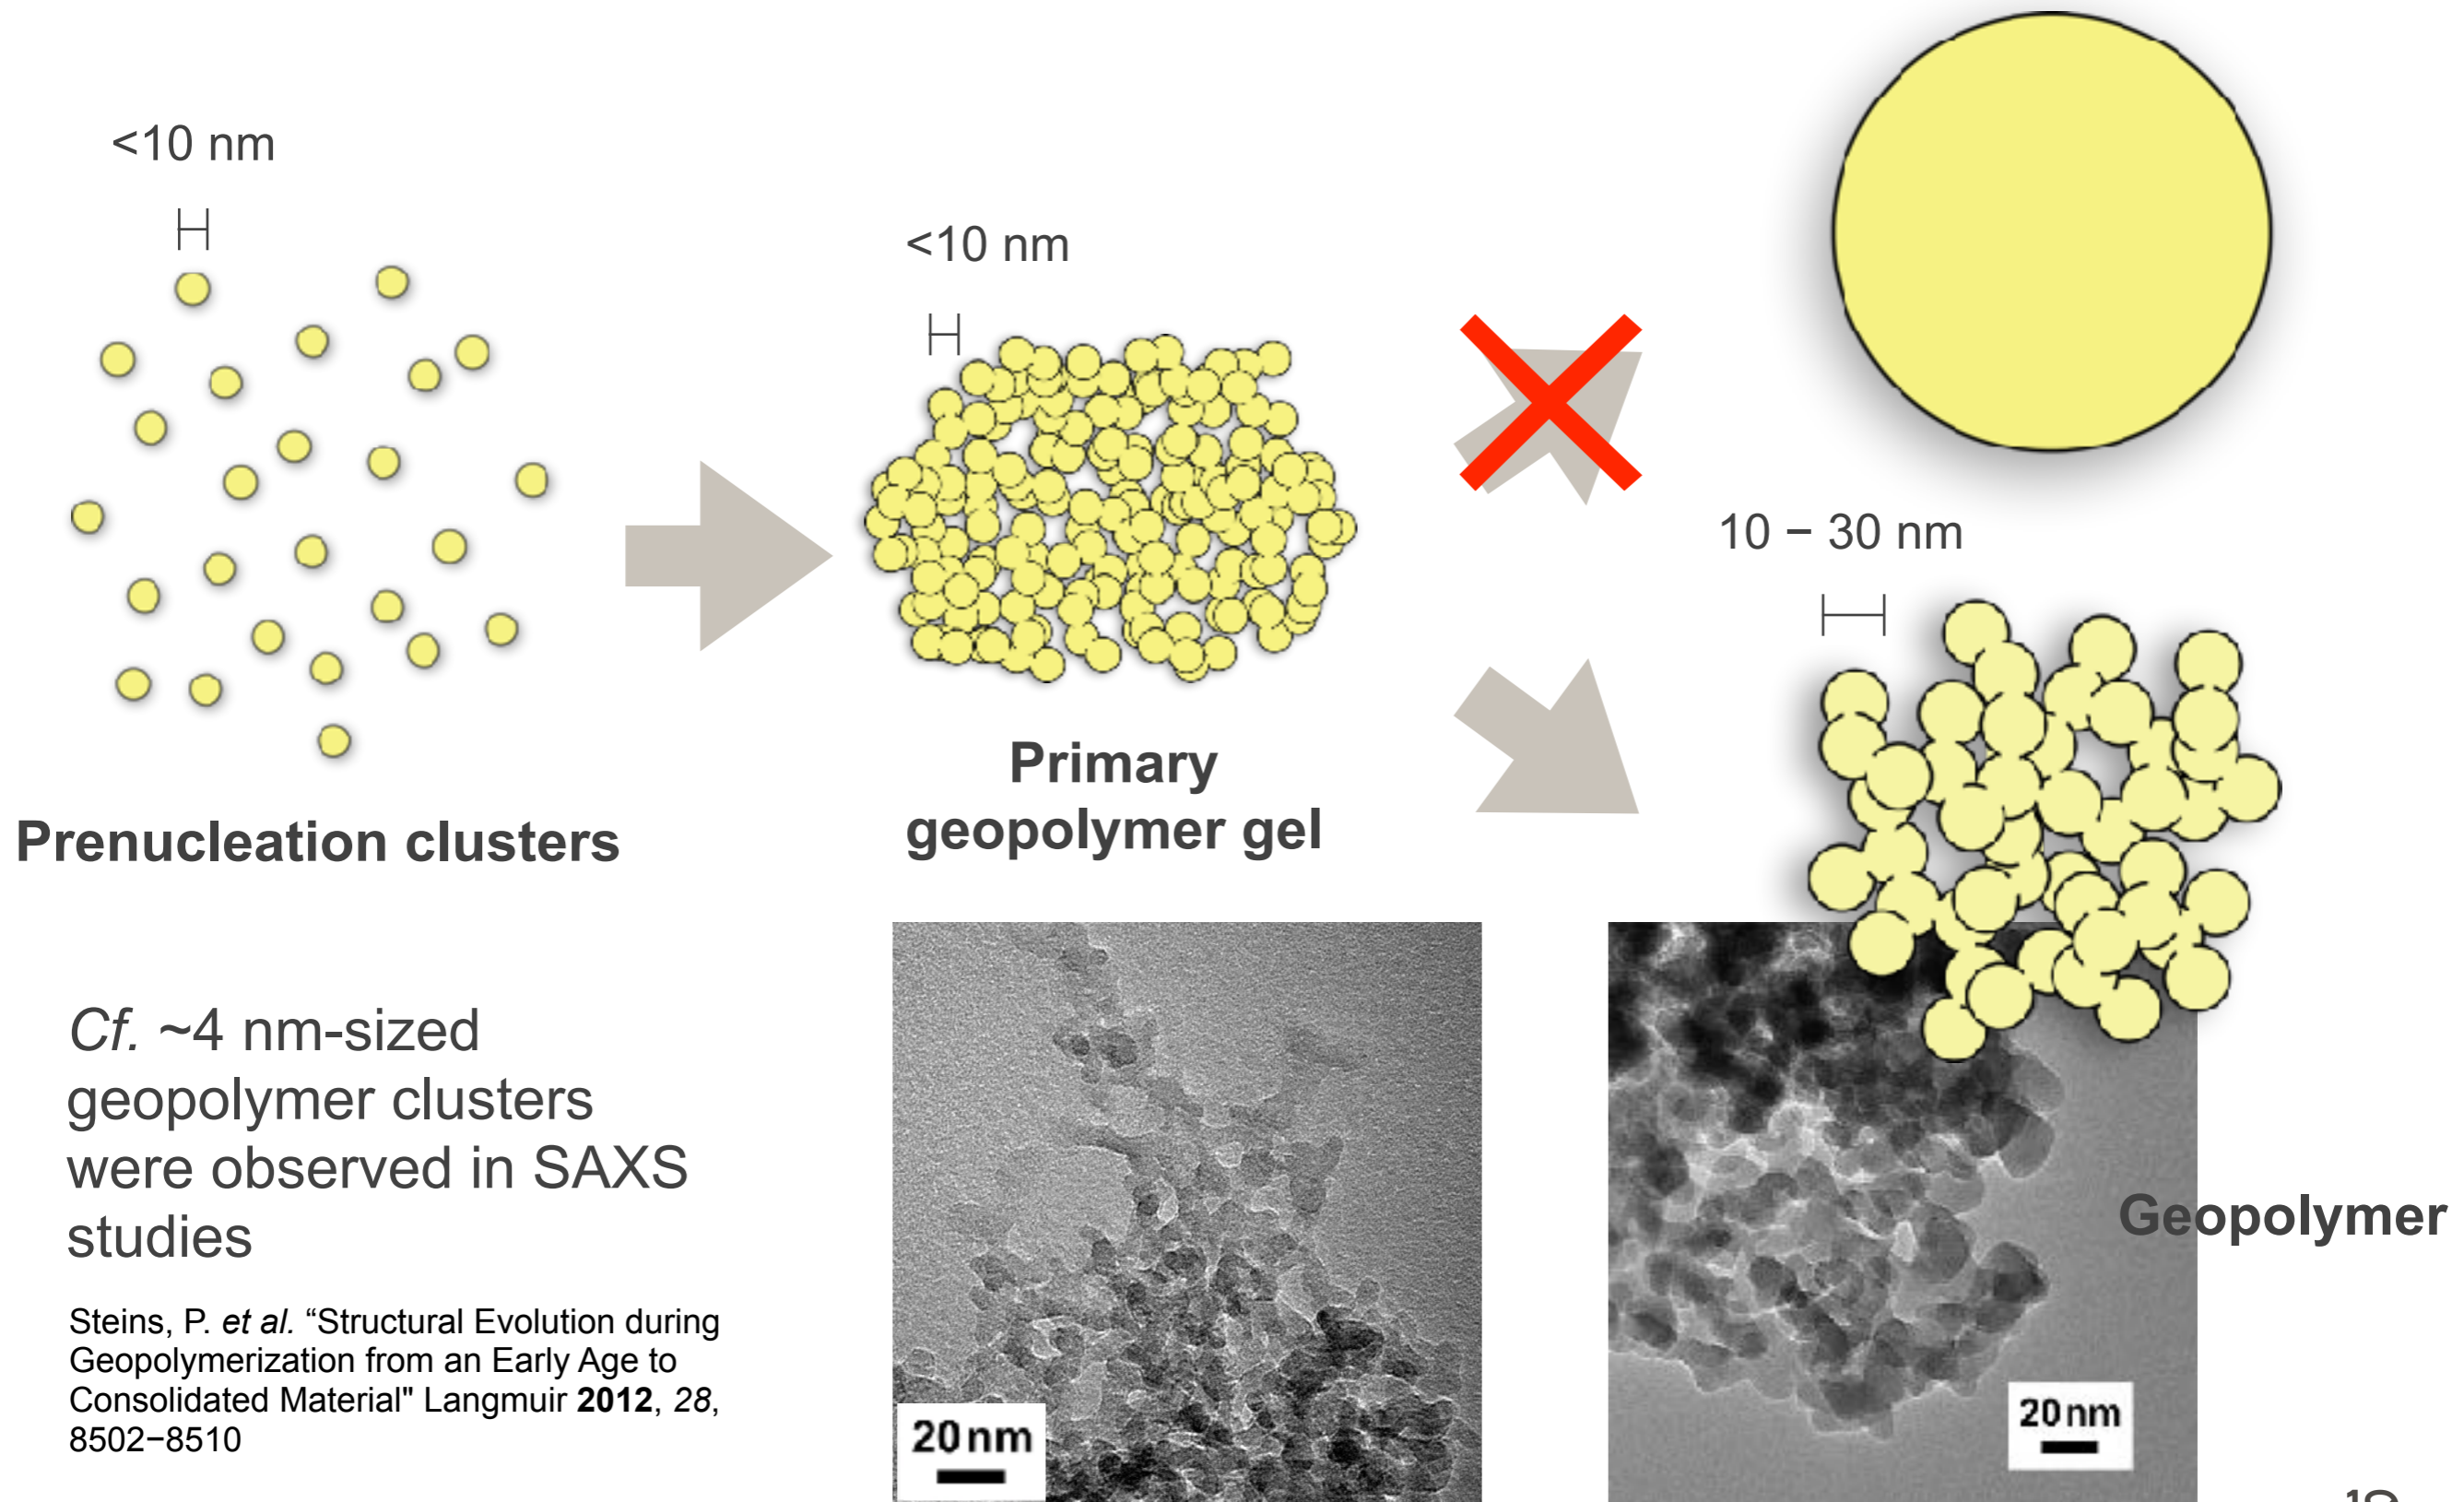 <10 nm
<10 nm
10 − 30 nm
Prenucleation clusters
Primary
geopolymer gel
Geopolymer
Cf. ~4 nm-sized
geopolymer clusters
were observed in SAXS
studies
Steins, P. et al. “Structural Evolution during
Geopolymerization from an Early Age to
Consolidated Material" Langmuir 2012, 28,
8502−8510
20 nm
20 nm